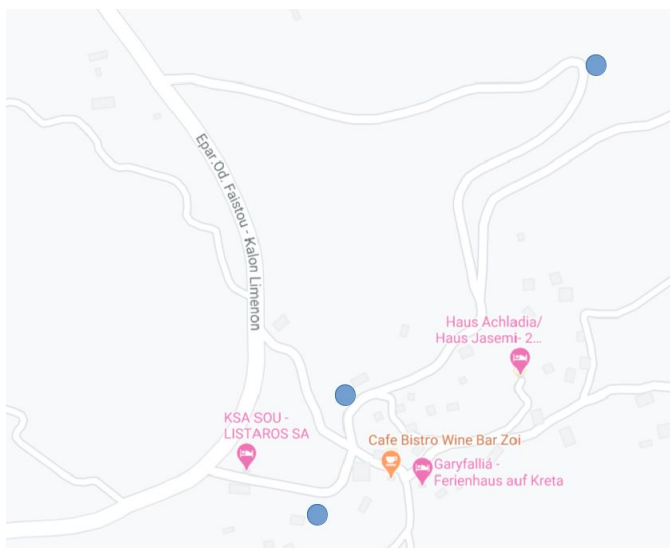 Epar.Od. Faistou - Kalon Limenon
Haus Achladia/
Haus Jasemi- 2...
KSA SOU -
LISTAROS SA
Cafe Bistro Wine Bar Zoi
Garyfalliá -
Ferienhaus auf Kreta